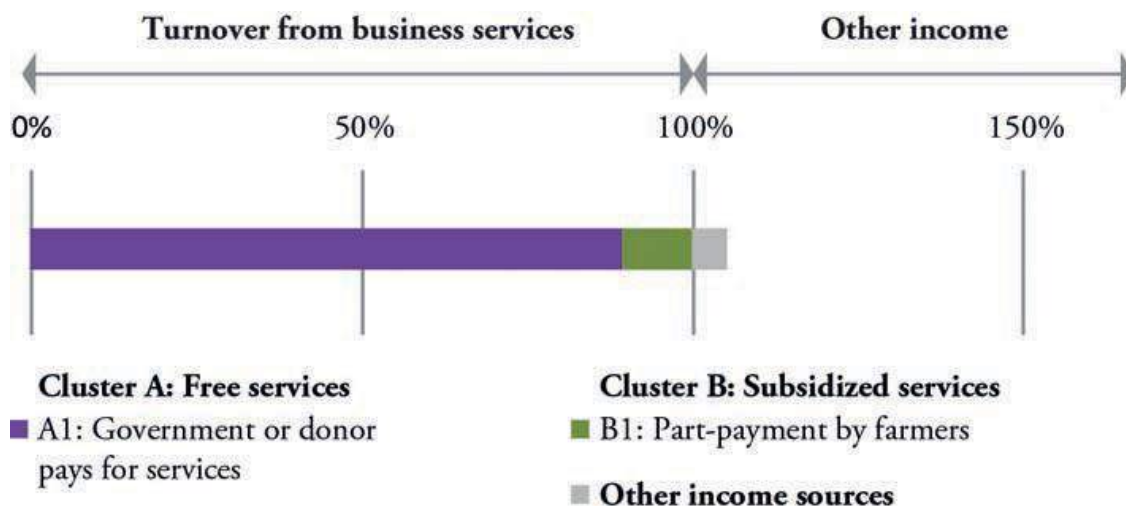 Turnover from business services
Other income
0%
50%
100%
150%
Cluster A: Free services
A1: Government or donor
pays for services
Cluster B: Subsidized services
B1: Part-payment by farmers
Other income sources